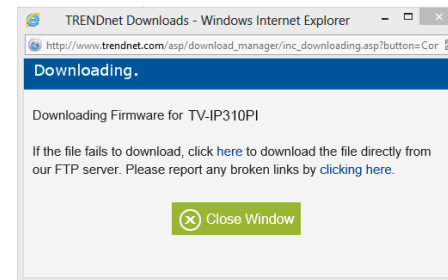 TRENDnet Downloads - Windows Internet Explorer
http://www.trendnet.com/asp/download_manager/inc_downloading.asp?button=Cor
Downloading.
Downloading Firmware for TV-IP310PI
If the file fails to download, click here to download the file directly from
our FTP server. Please report any broken links by clicking here.
Close Window